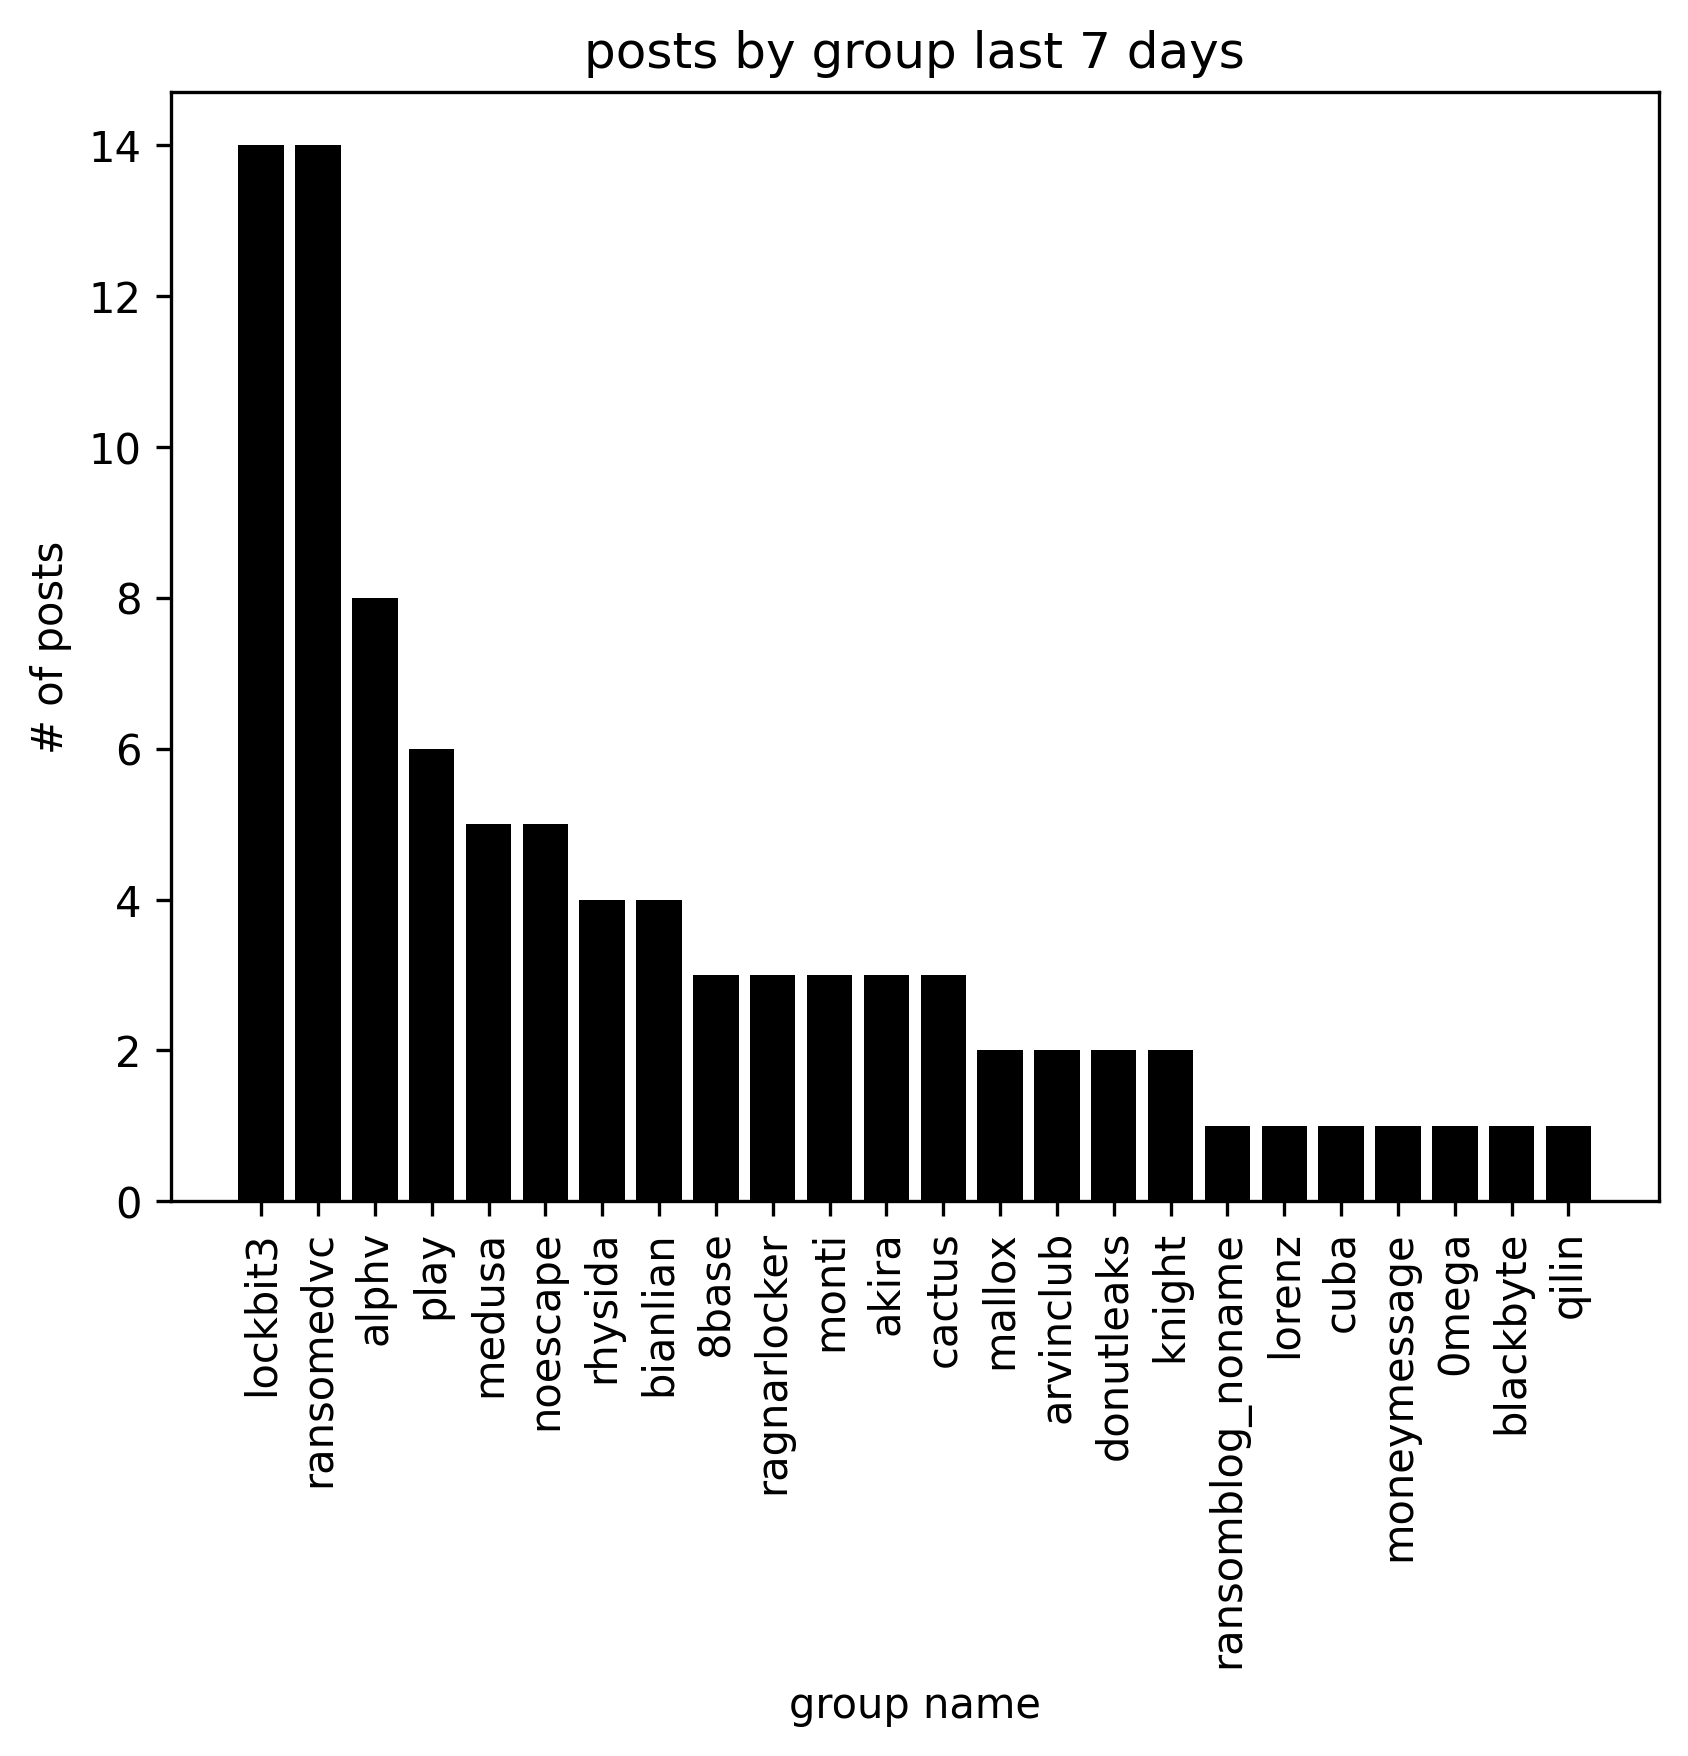 posts by group last 7 days
14
12
10
8
6
4
2
0
# of posts
lockbit3
ransomedvc
alphv
play
medusa
noescape
rhysida
bianlian
8base
ragnarlocker
monti
akira
cactus
mallox
arvinclub
donutleaks
knight
ransomblog_noname
lorenz
cuba
moneymessage
0mega
blackbyte
qilin
group name